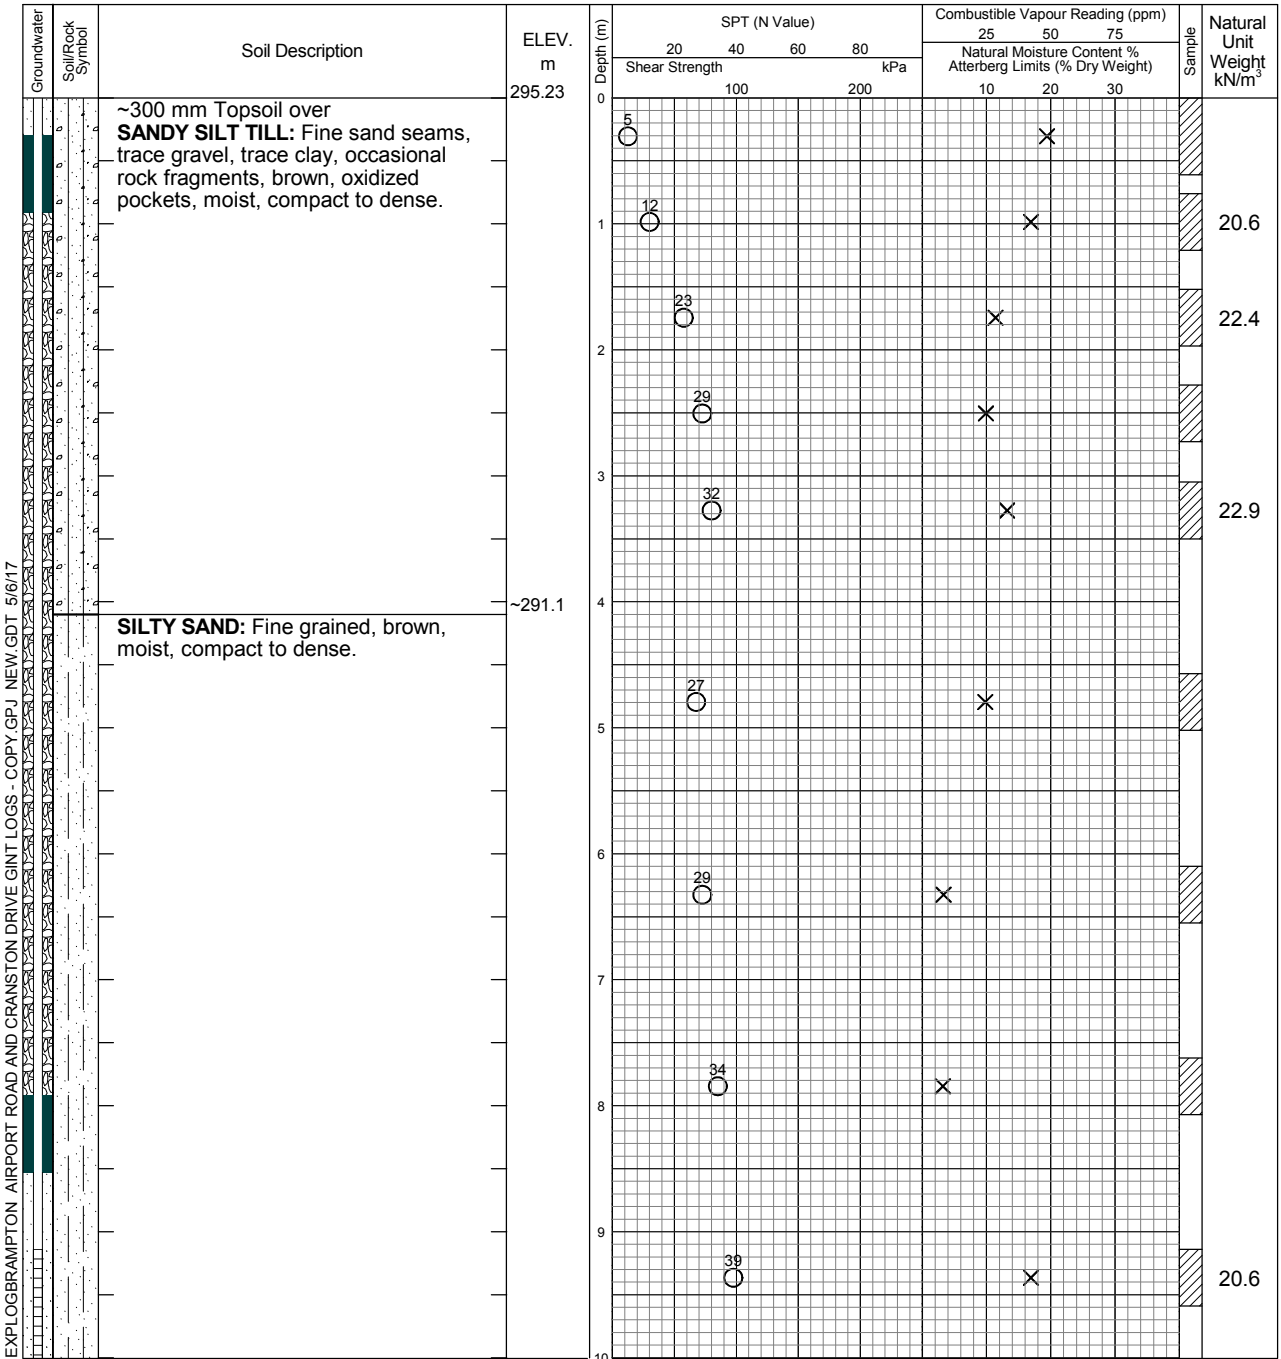 Groundwater
Soil/Rock
Symbol
Soil Description
ELEV.
m
295.23
Depth (m)
SPT (N Value)
20 40 60 80
Shear Strength kPa
100 200
Combustible Vapour Reading (ppm)
25 50 75
Natural Moisture Content %
Atterberg Limits (% Dry Weight)
10 20 30
Sample
Natural
Unit
Weight
kN/m3
~300 mm Topsoil over
SANDY SILT TILL: Fine sand seams,
trace gravel, trace clay, occasional
rock fragments, brown, oxidized
pockets, moist, compact to dense.
~291.1
SILTY SAND: Fine grained, brown,
moist, compact to dense.
0
5
12
1
20.6
23
22.4
2
29
3
32
22.9
4
27
5
6
29
7
34
8
9
39
20.6
10
EXPLOGBRAMPTON AIRPORT ROAD AND CRANSTON DRIVE GINT LOGS - COPY.GPJ NEW.GDT 5/6/17